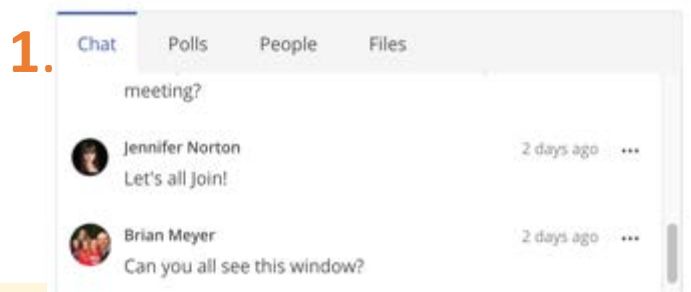 1.
Chat Polls People Files
meeting?
Jennifer Norton 2 days ago
Let's all Join!
Brian Meyer 2 days ago
Can you all see this window?